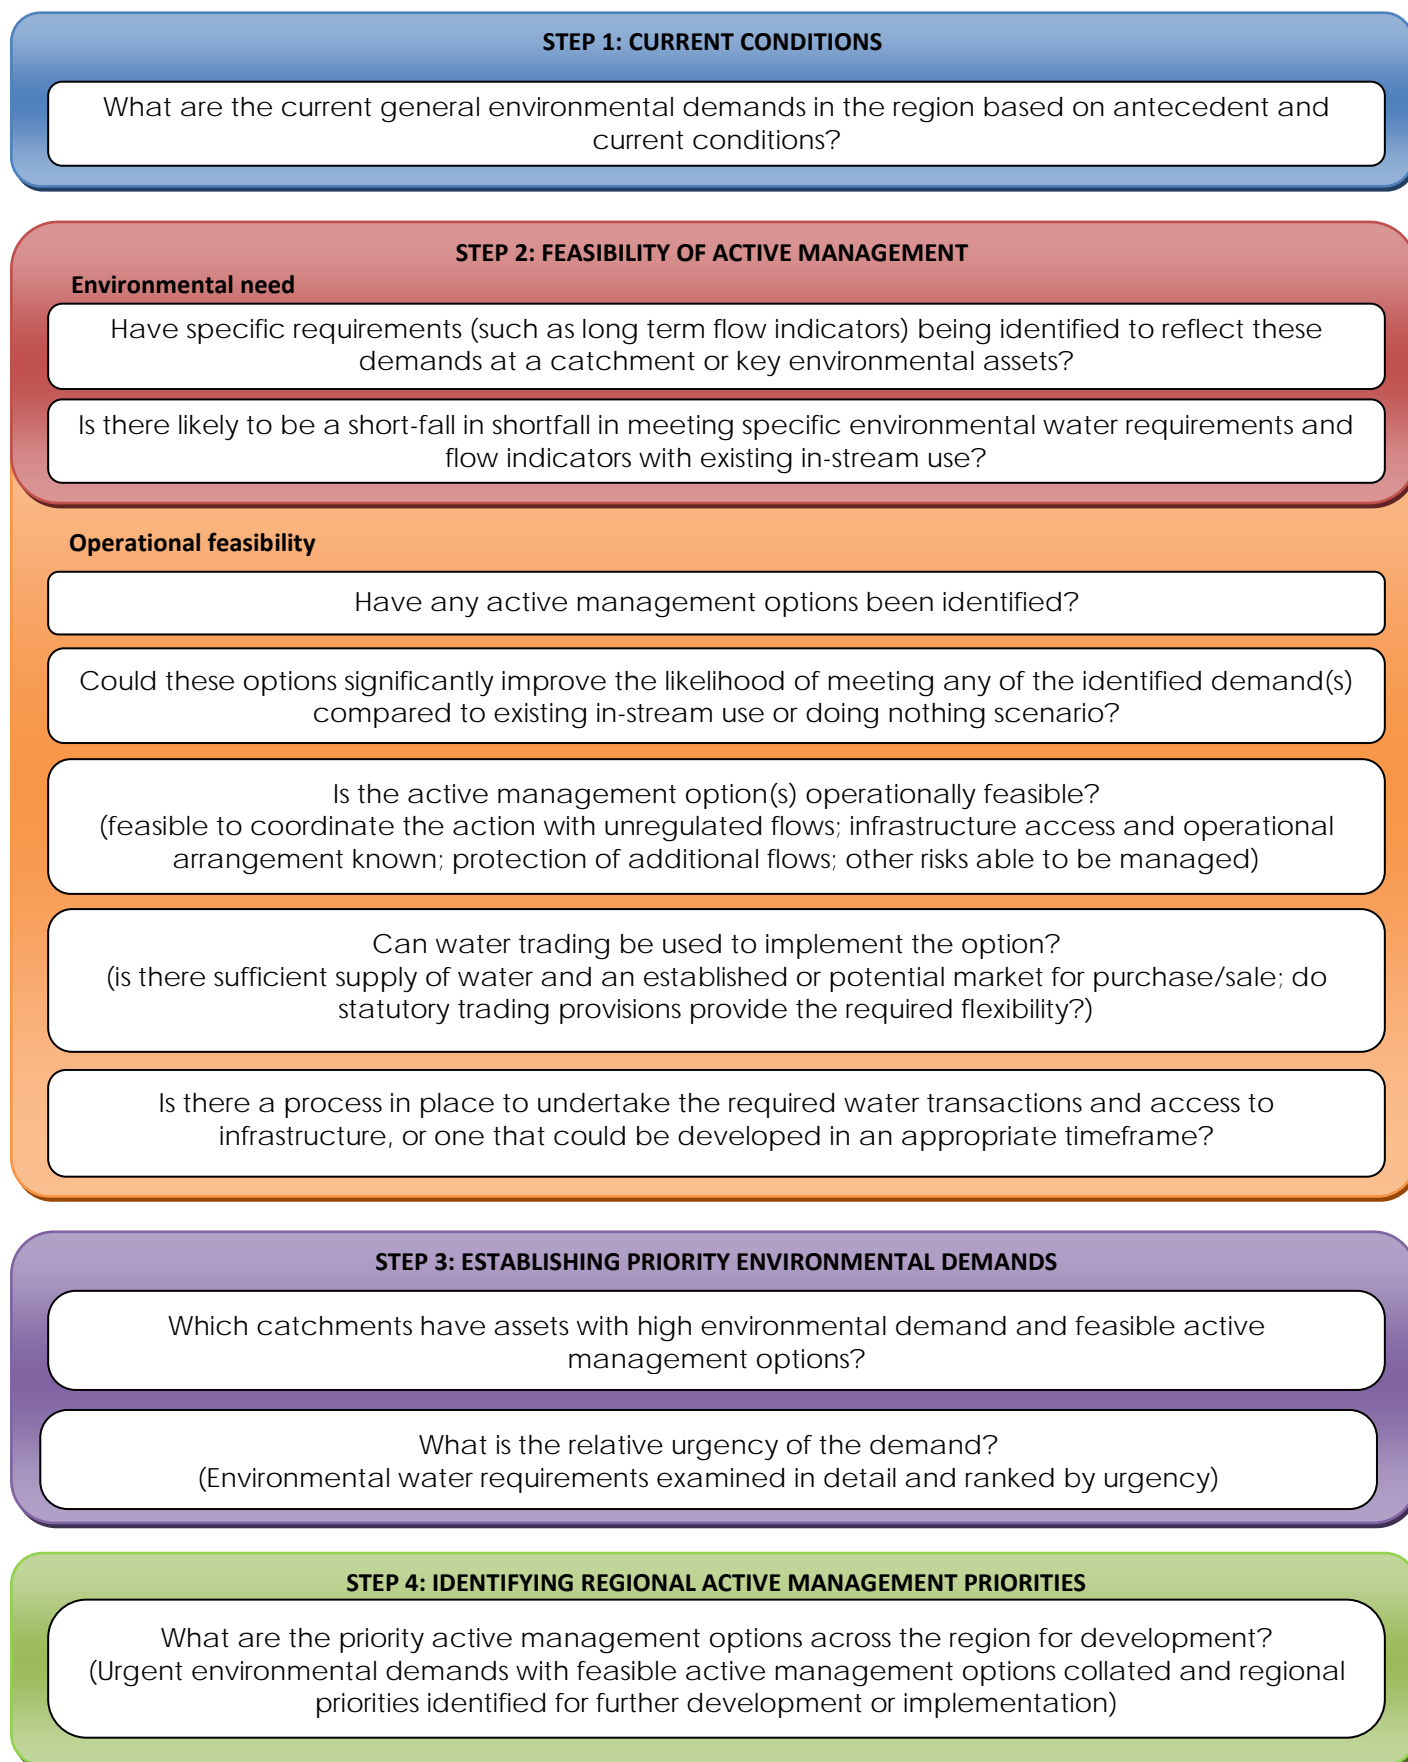 STEP 1: CURRENT CONDITIONS
What are the current general environmental demands in the region based on antecedent and
current conditions?
STEP 2: FEASIBILITY OF ACTIVE MANAGEMENT
Environmental need
Have specific requirements (such as long term flow indicators) being identified to reflect these
demands at a catchment or key environmental assets?
Is there likely to be a short-fall in shortfall in meeting specific environmental water requirements and
flow indicators with existing in-stream use?
Operational feasibility
Have any active management options been identified?
Could these options significantly improve the likelihood of meeting any of the identified demand(s)
compared to existing in-stream use or doing nothing scenario?
Is the active management option(s) operationally feasible?
(feasible to coordinate the action with unregulated flows; infrastructure access and operational
arrangement known; protection of additional flows; other risks able to be managed)
Can water trading be used to implement the option?
(is there sufficient supply of water and an established or potential market for purchase/sale; do
statutory trading provisions provide the required flexibility?)
Is there a process in place to undertake the required water transactions and access to
infrastructure, or one that could be developed in an appropriate timeframe?
STEP 3: ESTABLISHING PRIORITY ENVIRONMENTAL DEMANDS
Which catchments have assets with high environmental demand and feasible active
management options?
What is the relative urgency of the demand?
(Environmental water requirements examined in detail and ranked by urgency)
STEP 4: IDENTIFYING REGIONAL ACTIVE MANAGEMENT PRIORITIES
What are the priority active management options across the region for development?
(Urgent environmental demands with feasible active management options collated and regional
priorities identified for further development or implementation)